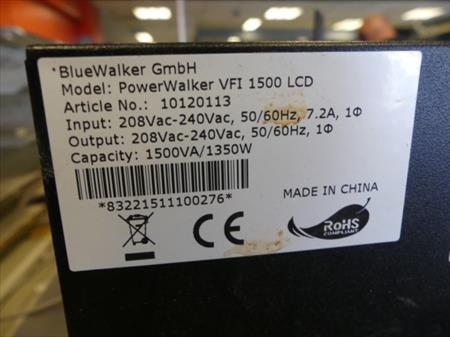 BlueWalker GmbH
Model: PowerWalker VFI 1500 LCD
Article No.: 10120113
Input: 208Vac-240Vac, 50/60Hz, 7.2A, 1Φ
Output: 208Vac-240Vac, 50/60Hz, 1Φ
Capacity: 1500VA/1350W
*83221511100276*
MADE IN CHINA
CE
RoHS
COMPLIANT